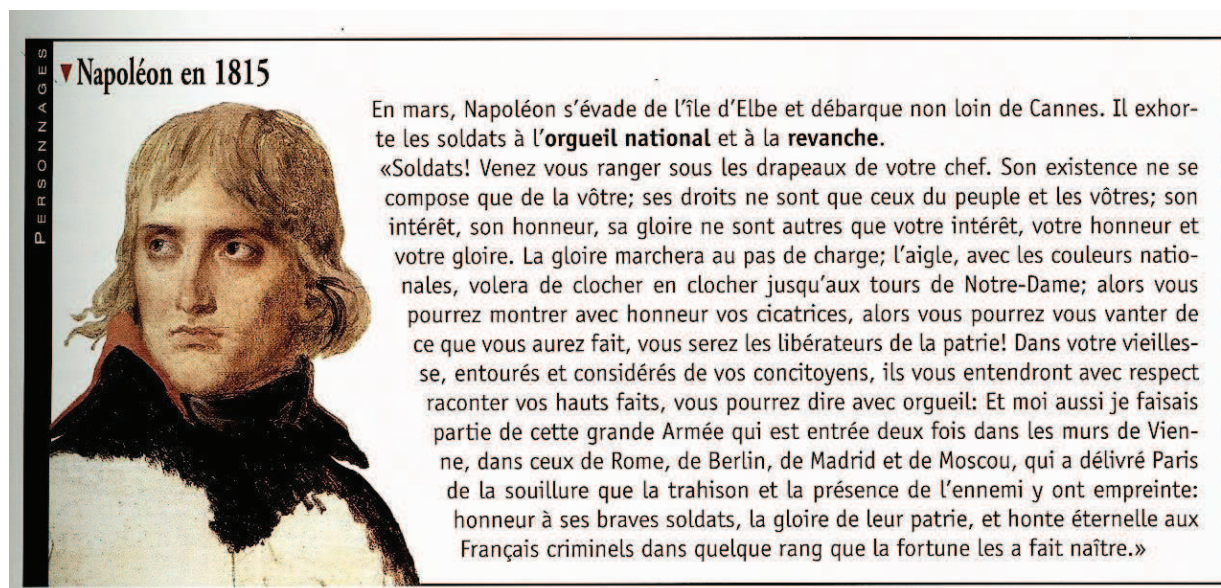 PERSONNAGES
▼Napoléon en 1815
En mars, Napoléon s'évade de l'île d'Elbe et débarque non loin de Cannes. Il exhor-
te les soldats à l'orgueil national et à la revanche.
«Soldats! Venez vous ranger sous les drapeaux de votre chef. Son existence ne se
compose que de la vôtre; ses droits ne sont que ceux du peuple et les vôtres; son
intérêt, son honneur, sa gloire ne sont autres que votre intérêt, votre honneur et
votre gloire. La gloire marchera au pas de charge; l'aigle, avec les couleurs natio-
nales, volera de clocher en clocher jusqu'aux tours de Notre-Dame; alors vous
pourrez montrer avec honneur vos cicatrices, alors vous pourrez vous vanter de
ce que vous aurez fait, vous serez les libérateurs de la patrie! Dans votre vieilles-
se, entourés et considérés de vos concitoyens, ils vous entendront avec respect
raconter vos hauts faits, vous pourrez dire avec orgueil: Et moi aussi je faisais
partie de cette grande Armée qui est entrée deux fois dans les murs de Vien-
ne, dans ceux de Rome, de Berlin, de Madrid et de Moscou, qui a délivré Paris
de la souillure que la trahison et la présence de l'ennemi y ont empreinte:
honneur à ses braves soldats, la gloire de leur patrie, et honte éternelle aux
Français criminels dans quelque rang que la fortune les a fait naître.»